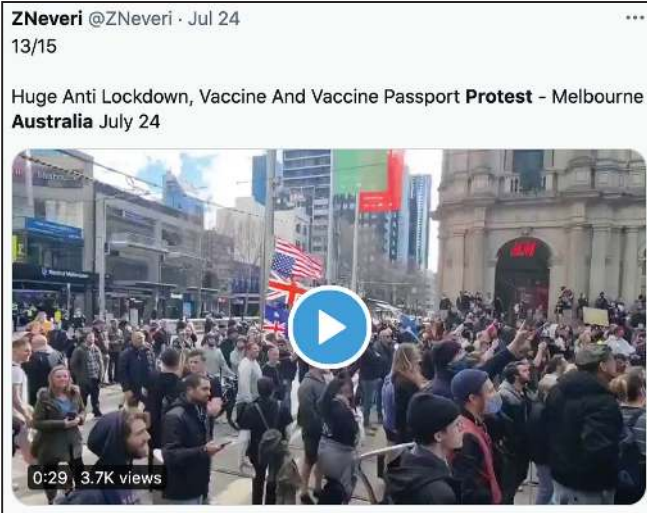 ZNeveri @ZNeveri · Jul 24
13/15
Huge Anti Lockdown, Vaccine And Vaccine Passport Protest - Melbourne
Australia July 24
H&M
0:29 3.7K views